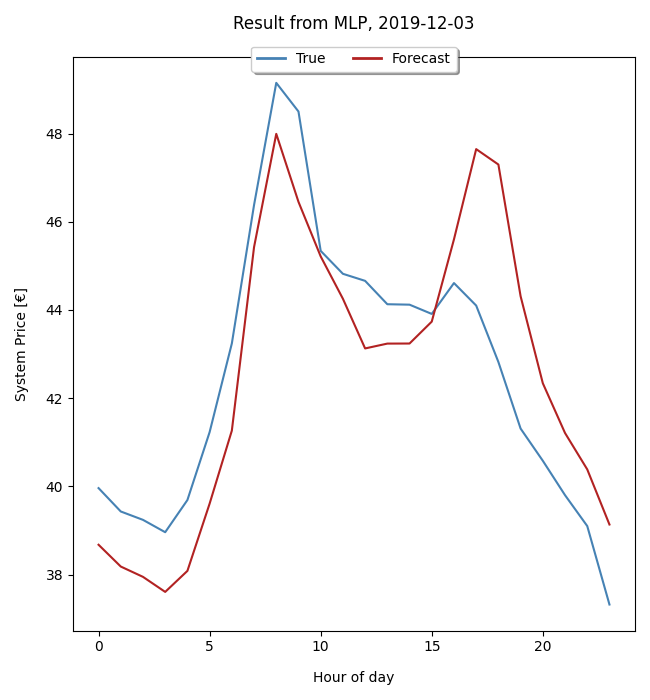 Result from MLP, 2019-12-03
True Forecast
48
46
44
42
40
38
System Price [€]
0 5 10 15 20
Hour of day